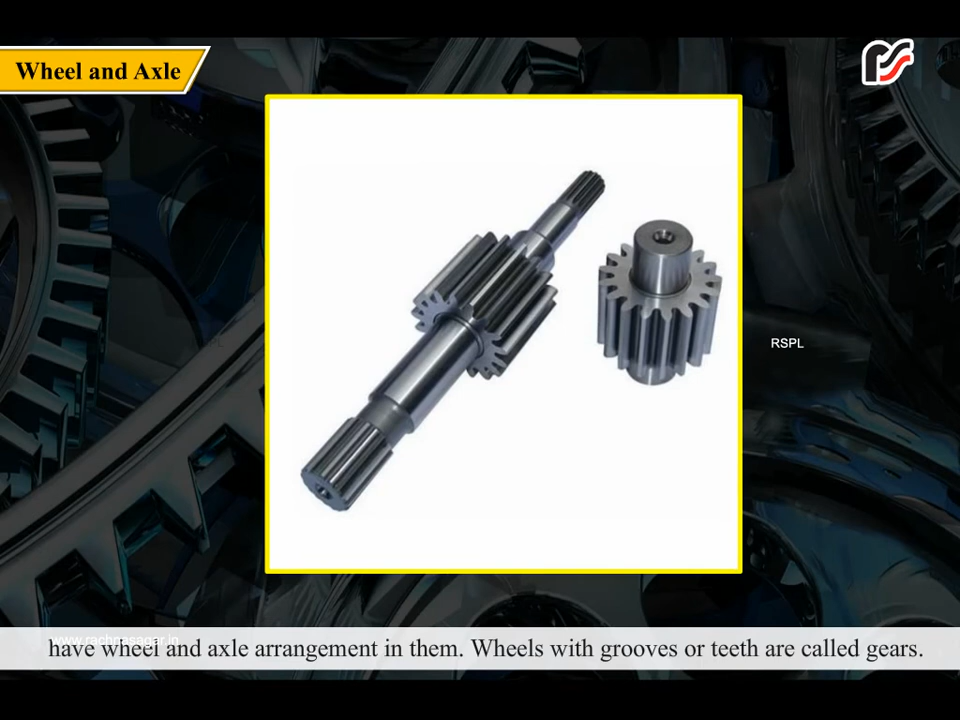 Wheel and Axle
RSPL
www.rachnasagar.in
have wheel and axle arrangement in them. Wheels with grooves or teeth are called gears.